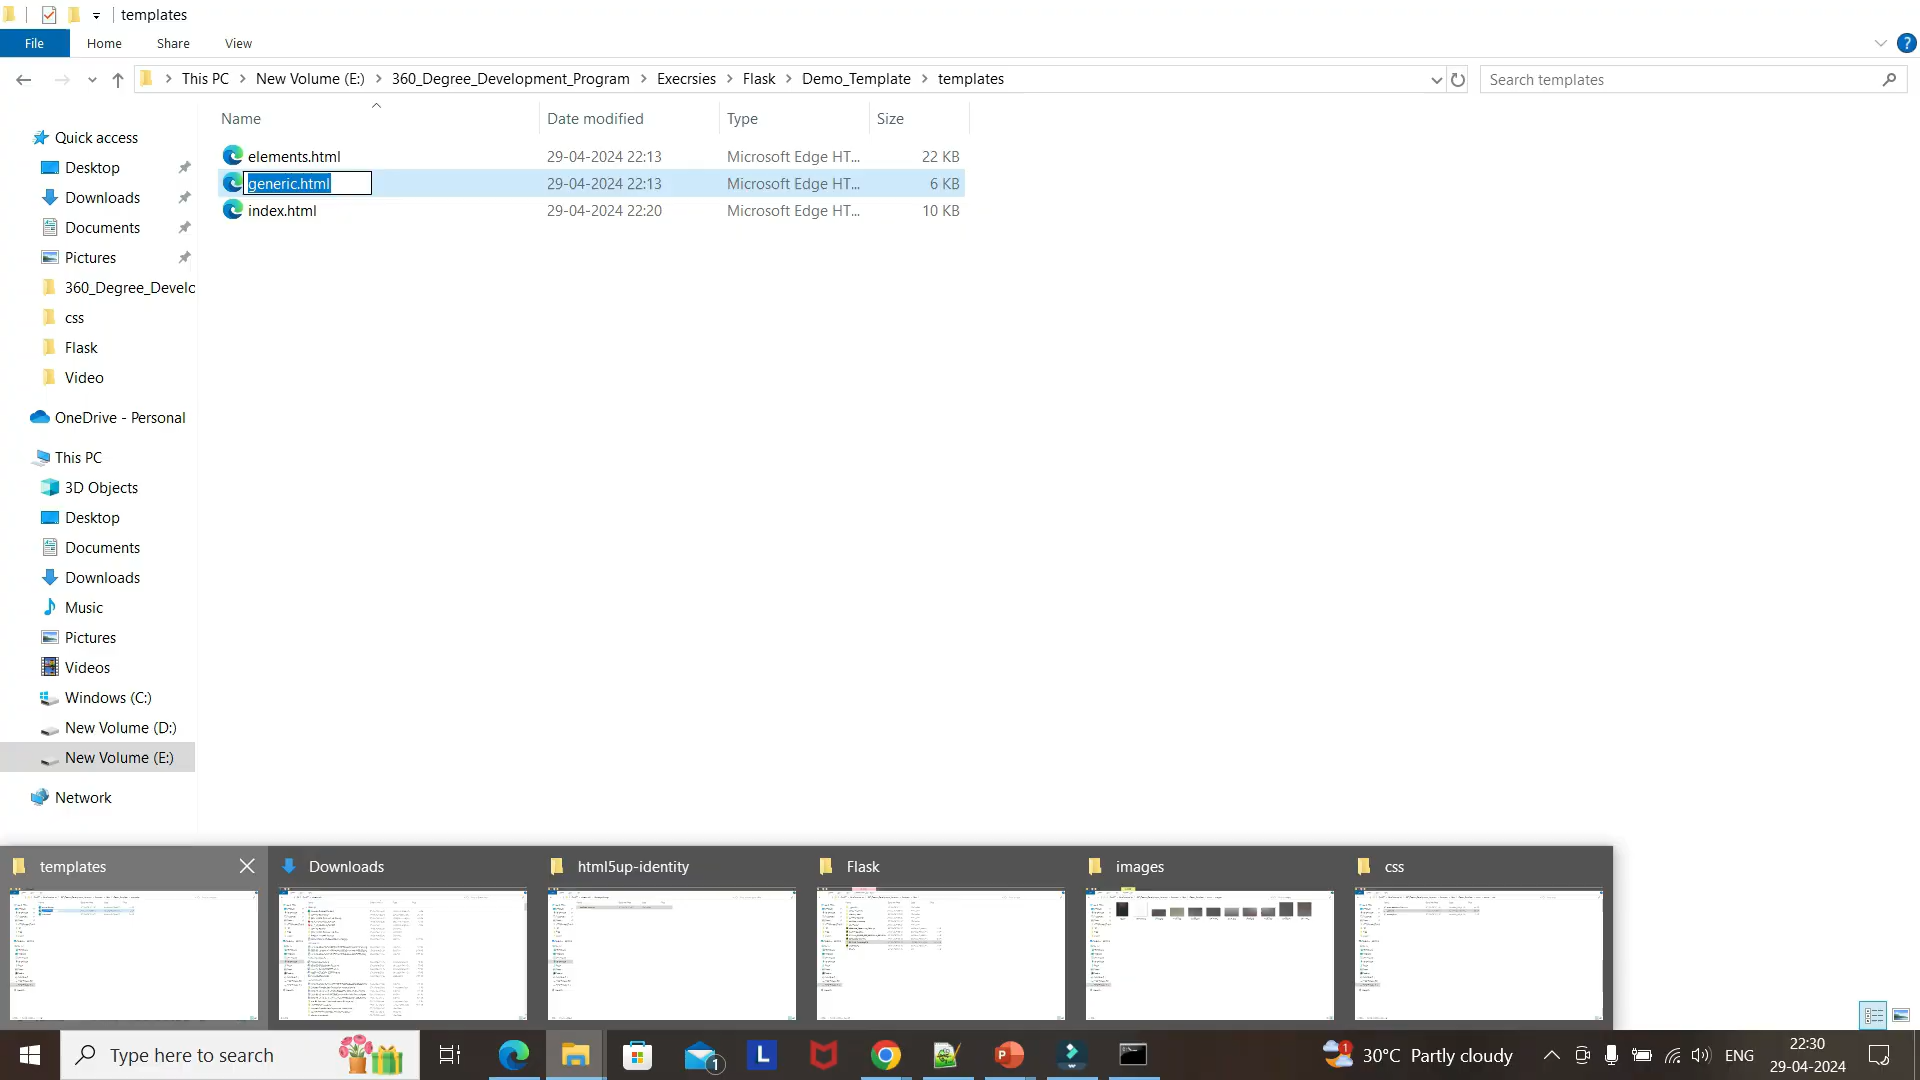 templates
File Home Share View
This PC New Volume (E:) 360_Degree_Development_Program Execrsies Flask Demo_Template templates
Search templates
Name Date modified Type Size
elements.html 29-04-2024 22:13 Microsoft Edge HT... 22 KB
generic.html 29-04-2024 22:13 Microsoft Edge HT... 6 KB
index.html 29-04-2024 22:20 Microsoft Edge HT... 10 KB
Quick access
Desktop
Downloads
Documents
Pictures
360_Degree_Develo
css
Flask
Video
OneDrive - Personal
This PC
3D Objects
Desktop
Documents
Downloads
Music
Pictures
Videos
Windows (C:)
New Volume (D:)
New Volume (E:)
Network
templates Downloads html5up-identity Flask images css
Type here to search
1
L
1
30°C Partly cloudy
ENG
22:30
29-04-2024